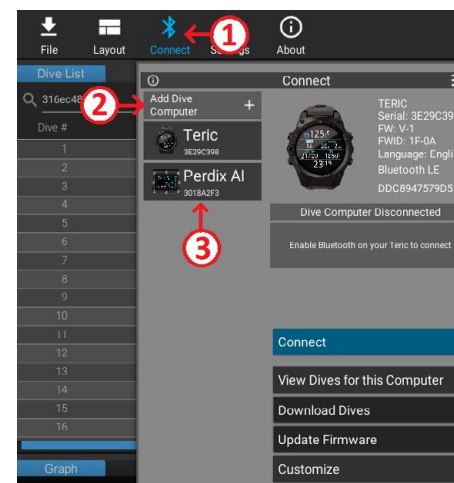 File Layout Connect Settings About
1
Dive List
Connect
2
316ec48
Add Dive
Computer +
Dive #
Teric
3E29C398
Perdix AI
3018A2F3
3
1
2
3
4
5
6
7
8
9
10
11
12
13
14
15
16
Graph
TERIC
Serial: 3E29C39
FW: V-1
FWID: 1F-0A
Language: Engli
Bluetooth LE
DDC8947579D5
Dive Computer Disconnected
Enable Bluetooth on your Teric to connect
Connect
View Dives for this Computer
Download Dives
Update Firmware
Customize